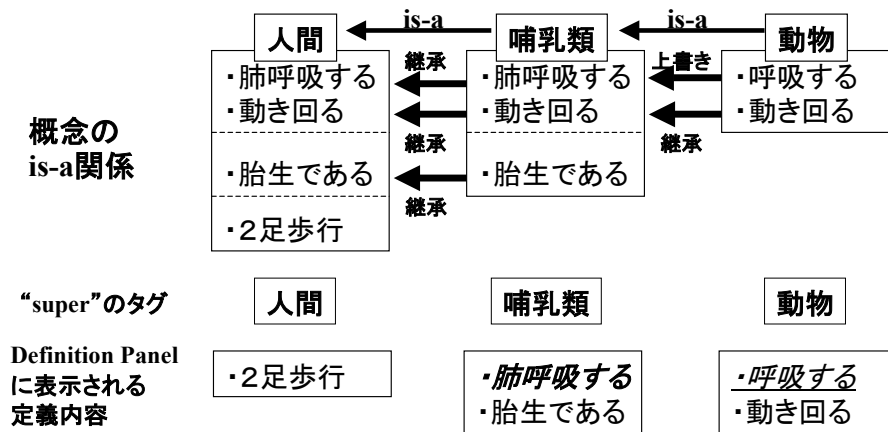 is-a
is-a
人間
哺乳類
動物
継承
上書き
・肺呼吸する
・肺呼吸する
・呼吸する
・動き回る
・動き回る
・動き回る
概念の
is-a関係
継承
継承
・胎生である
・胎生である
継承
・2足歩行
“super”のタグ
人間
哺乳類
動物
Definition Panel
に表示される
定義内容
・2足歩行
・肺呼吸する
・胎生である
・呼吸する
・動き回る